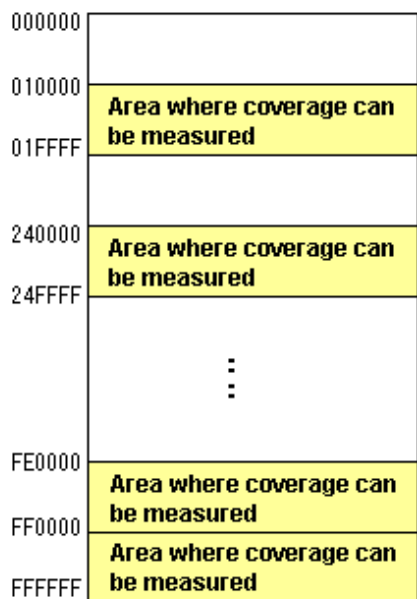 000000
010000
Area where coverage can
be measured
01FFFF
240000
Area where coverage can
be measured
24FFFF
FE0000
Area where coverage can
be measured
FF0000
Area where coverage can
be measured
FFFFFF